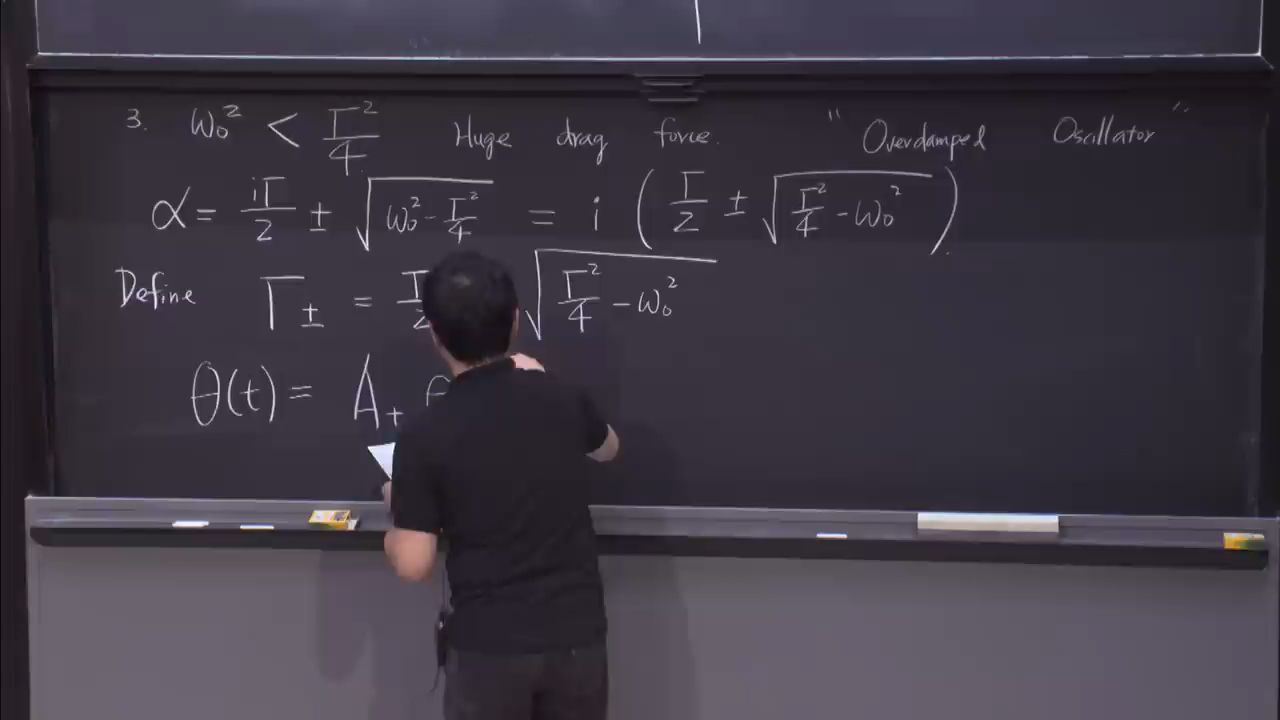 3. ω₀² < Γ²/4 Huge drag force. "Overdamped Oscillator"
α = iΓ/2 ± √(ω₀² - Γ²/4) = i (Γ/2 ± √(Γ²/4 - ω₀²))
Define Γ± = Γ/2 √(Γ²/4 - ω₀²)
θ(t) = A₊